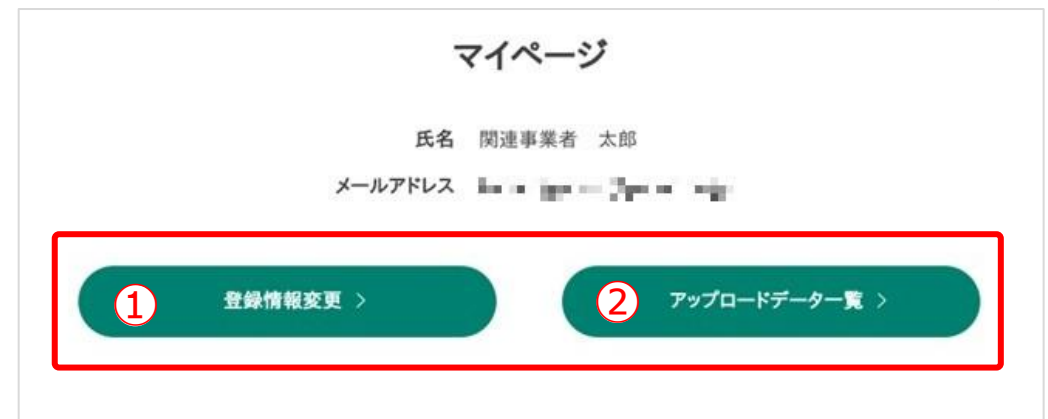 マイページ
氏名 関連事業者 太郎
メールアドレス
① 登録情報変更 >
② アップロードデータ一覧 >